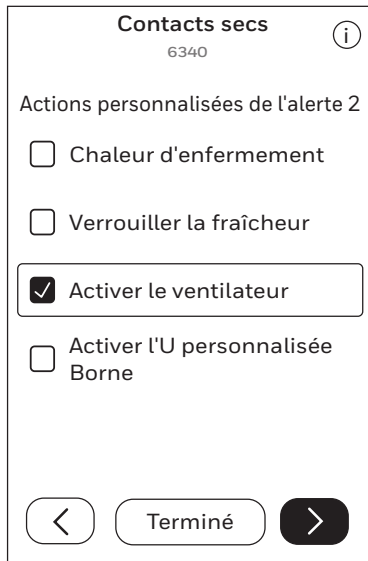 Contacts secs
i
6340
Actions personnalisées de l'alerte 2
Chaleur d'enfermement
Verrouiller la fraîcheur
Activer le ventilateur
Activer l'U personnalisée
Borne
Terminé